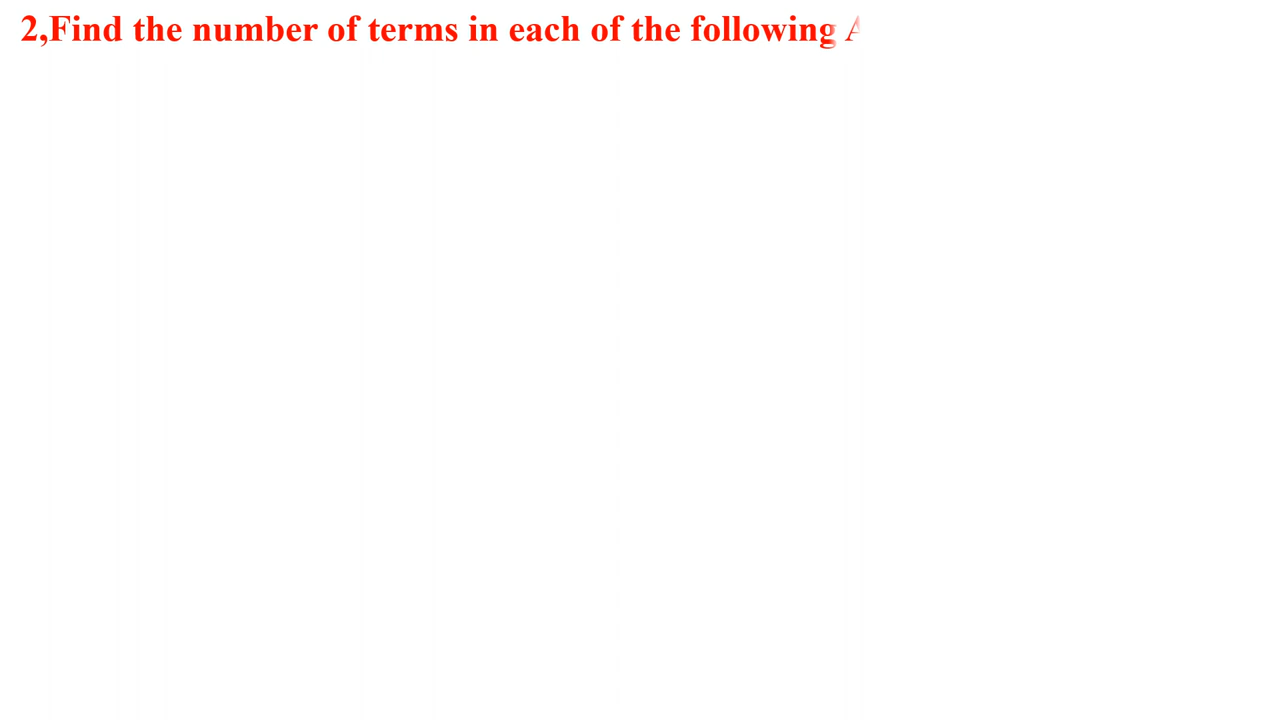 2,Find the number of terms in each of the following